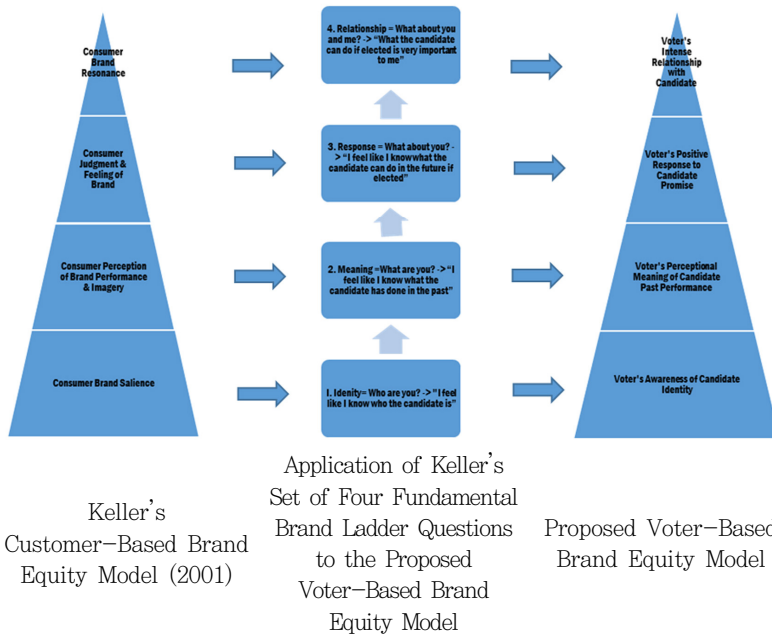 Consumer
Brand
Resonance
Consumer
Judgment &
Feeling of
Brand
Consumer Perception
of Brand Performance
& Imagery
Consumer Brand Salience
4. Relationship = What about you
and me? -> “What the candidate
can do if elected is very important
to me”
3. Response = What about you? -
> “I feel like I know what the
candidate can do in the future if
elected”
2. Meaning =What are you? -> “I
feel like I know what the
candidate has done in the past”
1. Idenity= Who are you? -> "I feel
like I know who the candidate is”
Voter's
Intense
Relationship
with
Candidate
Voter's Positive
Response to
Candidate
Promise
Voter's Perceptional
Meaning of Candidate
Past Performance
Voter's Awareness of Candidate
Identity
Keller's
Customer-Based Brand
Equity Model (2001)
Application of Keller's
Set of Four Fundamental
Brand Ladder Questions
to the Proposed
Voter-Based Brand
Equity Model
Proposed Voter-Based
Brand Equity Model